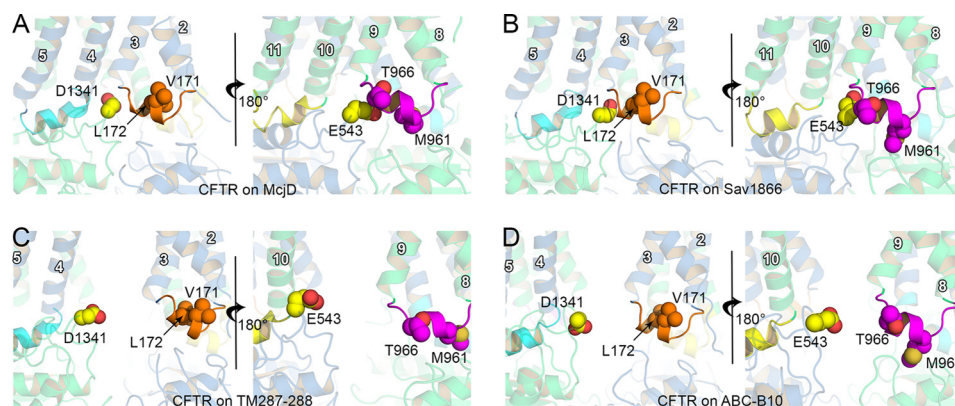 A
5
4
3
2
D1341
V171
L172
180°
11
10
9
8
T966
E543
M961
CFTR on McjD
B
5
4
3
2
D1341
V171
L172
180°
11
10
9
8
T966
E543
M961
CFTR on Sav1866
C
5
4
3
2
V171
D1341
L172
180°
10
9
8
E543
T966
M961
CFTR on TM287-288
D
5
4
3
2
D1341
V171
L172
180°
10
9
8
E543
T966
M96
CFTR on ABC-B10